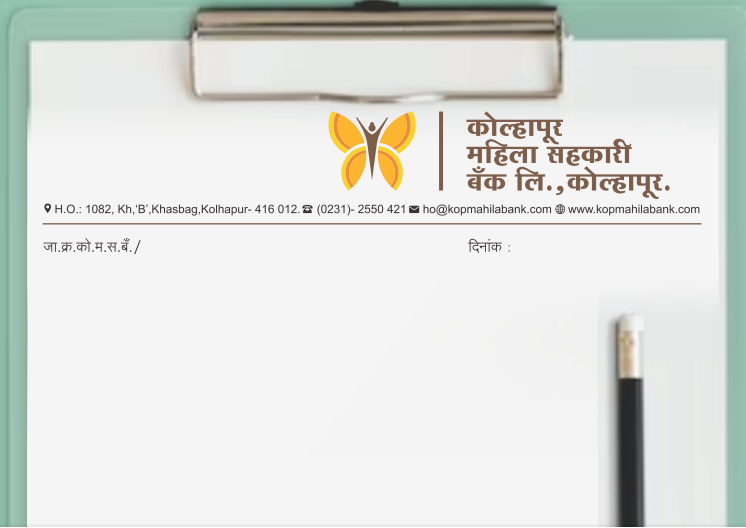 कोल्हापूर
महिला सहकारी
बँक लि.,कोल्हापूर.
H.O.: 1082, Kh,'B',Khasbag,Kolhapur- 416 012. (0231)- 2550 421 ho@kopmahilabank.com www.kopmahilabank.com
जा.क्र.को.म.स.बँ./ दिनांक :